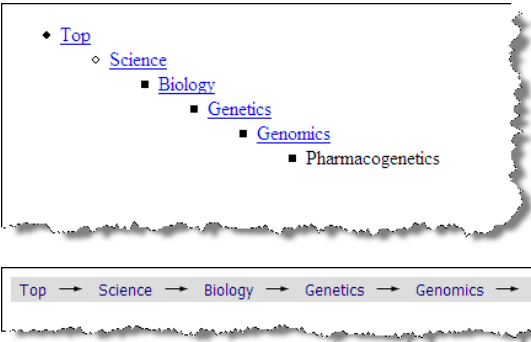 Top
Science
Biology
Genetics
Genomics
Pharmacogenetics
Top → Science → Biology → Genetics → Genomics →